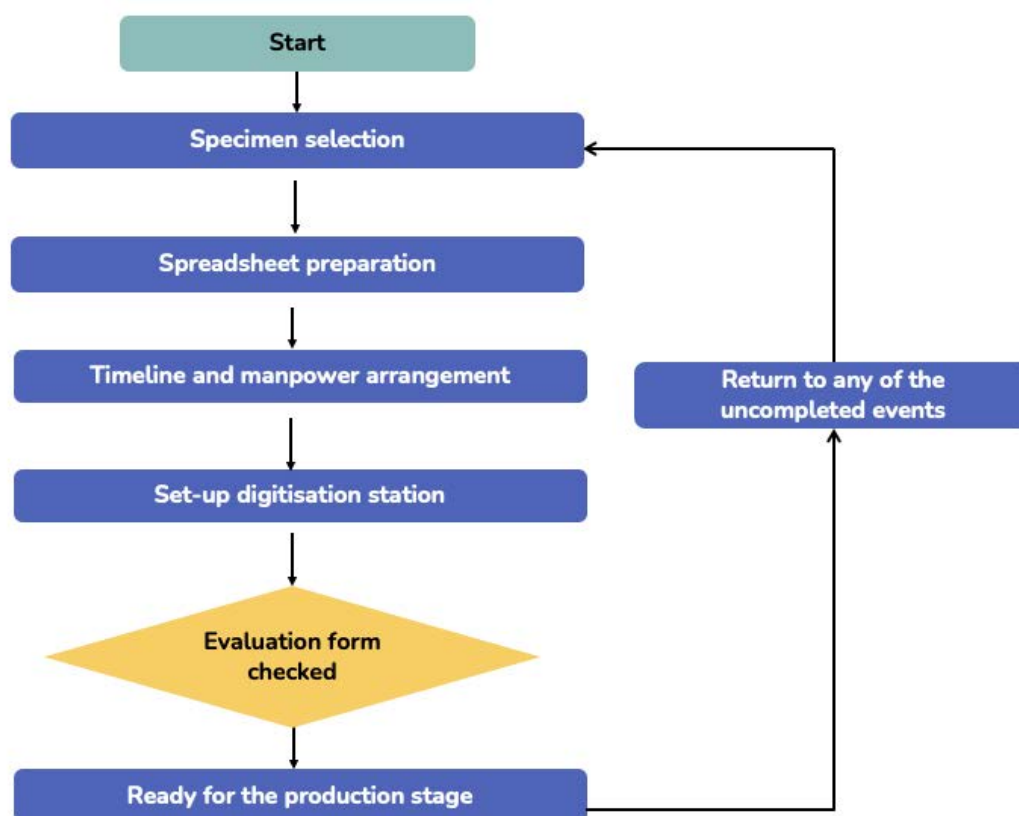 Start
Specimen selection
Spreadsheet preparation
Timeline and manpower arrangement
Return to any of the
uncompleted events
Set-up digitisation station
Evaluation form
checked
Ready for the production stage